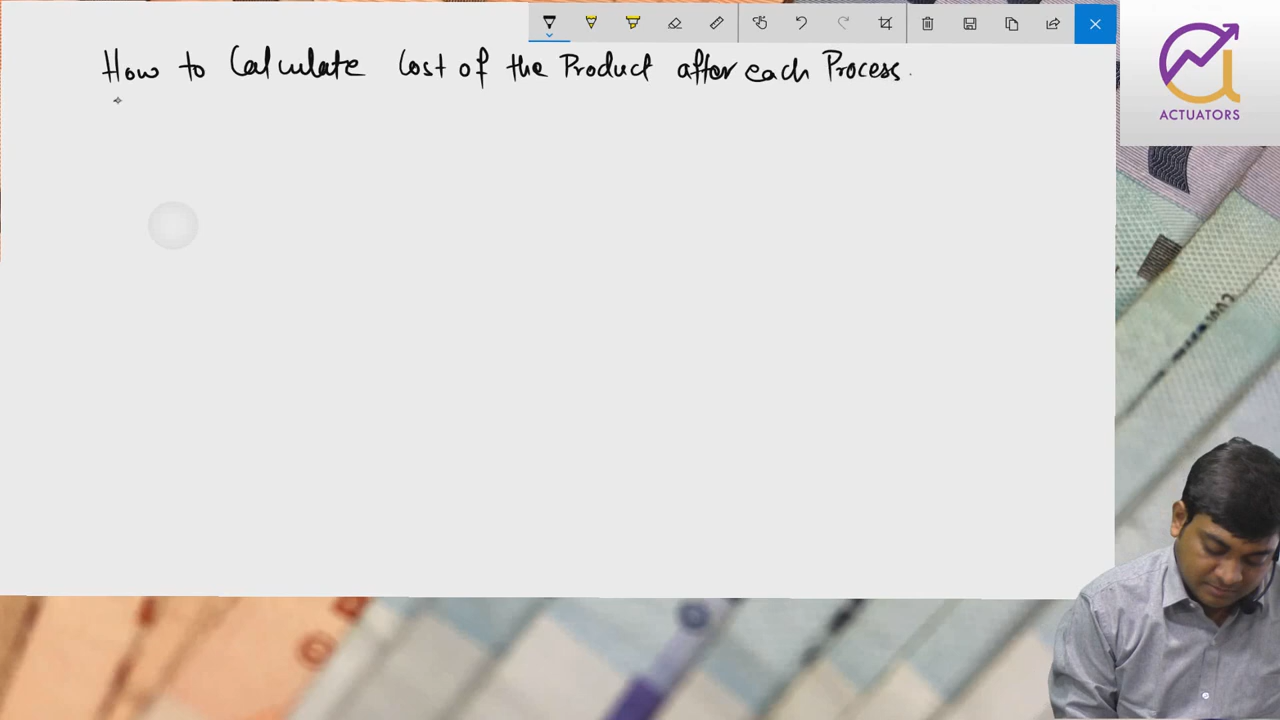 How to Calculate Cost of the Product after each Process.
ACTUATORS